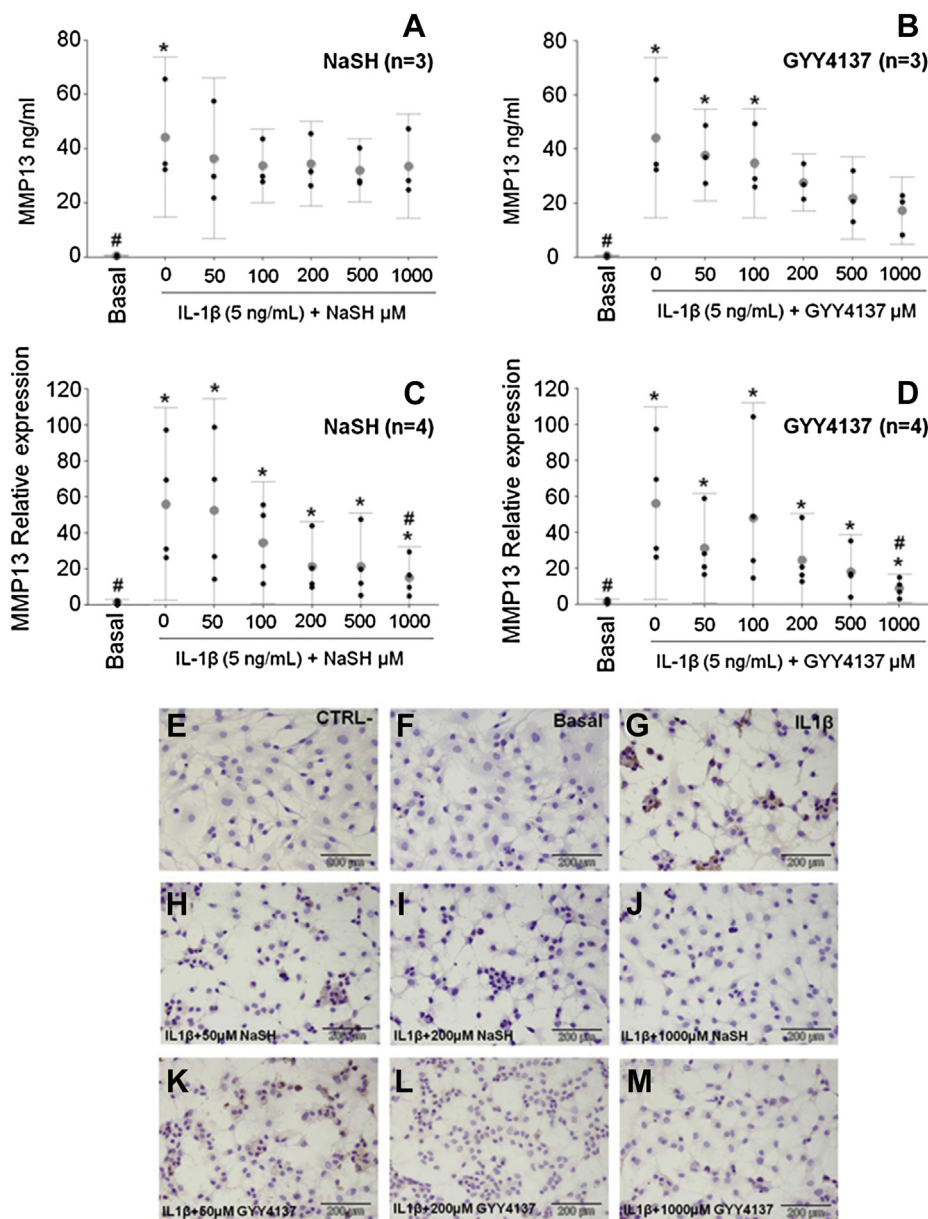 A
NaSH (n=3)
80
60
40
20
0
MMP13 ng/ml
*
#
Basal
0 50 100 200 500 1000
IL-1β (5 ng/mL) + NaSH µM
B
GYY4137 (n=3)
80
60
40
20
0
MMP13 ng/ml
* * *
#
Basal
0 50 100 200 500 1000
IL-1β (5 ng/mL) + GYY4137 µM
C
NaSH (n=4)
120
100
80
60
40
20
0
MMP13 Relative expression
* * * * * # *
#
Basal
0 50 100 200 500 1000
IL-1β (5 ng/mL) + NaSH µM
D
GYY4137 (n=4)
120
100
80
60
40
20
0
MMP13 Relative expression
* * * * * # *
#
Basal
0 50 100 200 500 1000
IL-1β (5 ng/mL) + GYY4137 µM
E CTRL-
200 µm
F Basal
200 µm
G IL1β
200 µm
H
200 µm
IL1β+50µM NaSH
I
200 µm
IL1β+200µM NaSH
J
200 µm
IL1β+1000µM NaSH
K
200 µm
IL1β+50µM GYY4137
L
200 µm
IL1β+200µM GYY4137
M
200 µm
IL1β+1000µM GYY4137